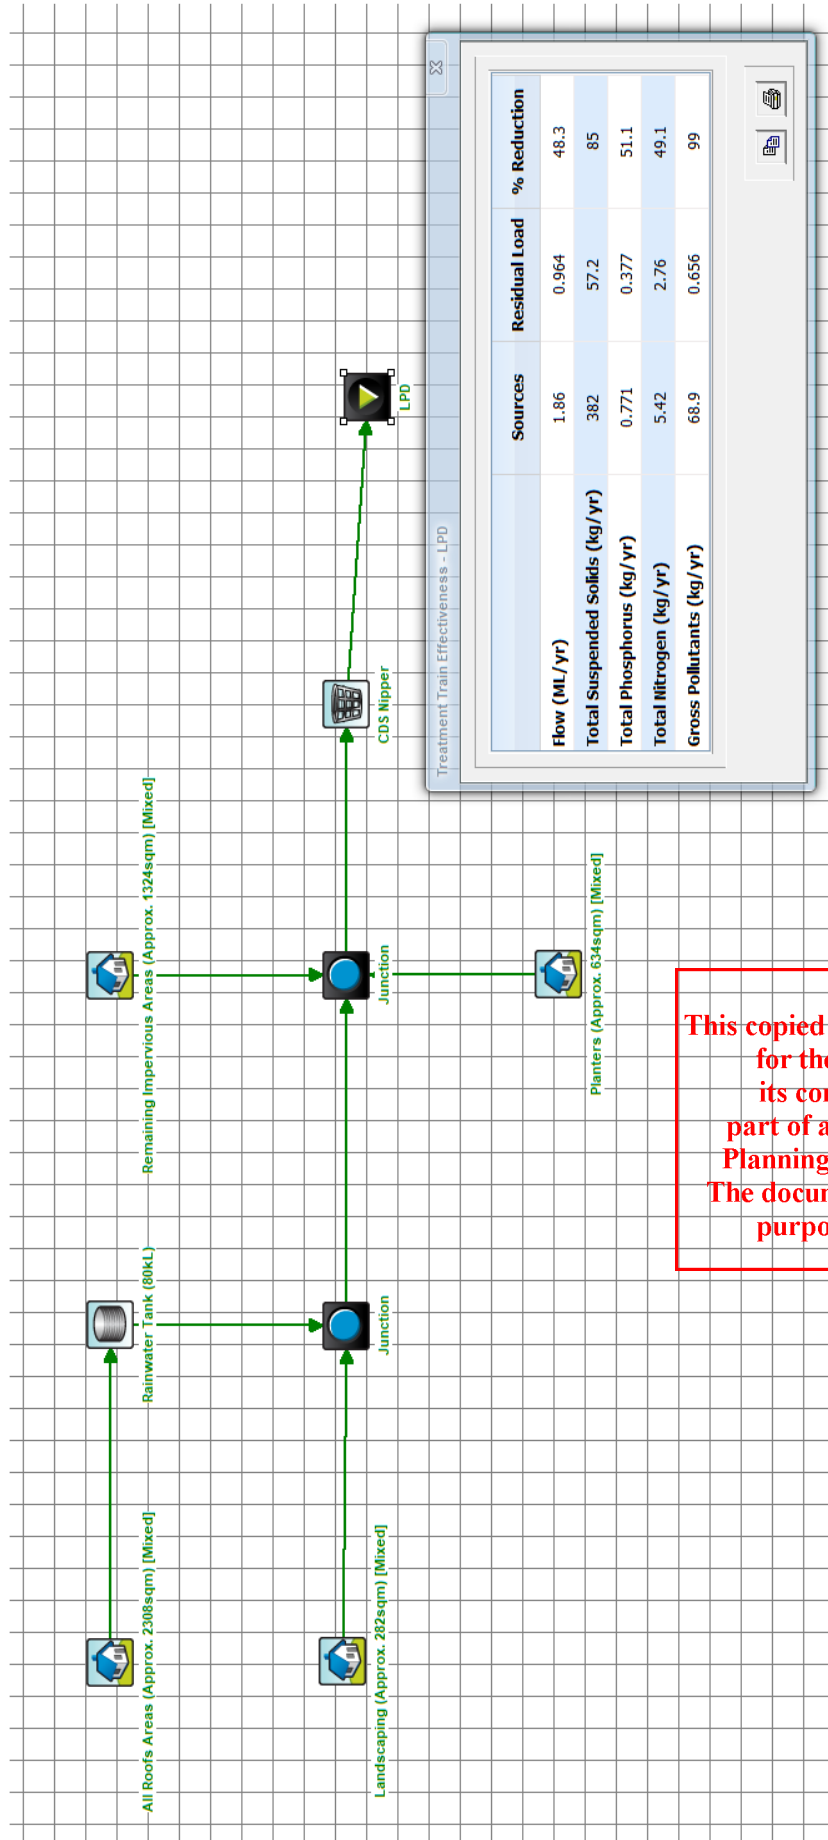 All Roofs Areas (Approx. 2308sqm) [Mixed]
Rainwater Tank (80kL)
Remaining Impervious Areas (Approx. 1324sqm) [Mixed]
Landscaping (Approx. 282sqm) [Mixed]
Junction
Junction
CDS Nipper
LPD
Planters (Approx. 634sqm) [Mixed]
Treatment Train Effectiveness - LPD
Sources Residual Load % Reduction
Flow (ML/yr) 1.86 0.964 48.3
Total Suspended Solids (kg/yr) 382 57.2 85
Total Phosphorus (kg/yr) 0.771 0.377 51.1
Total Nitrogen (kg/yr) 5.42 2.76 49.1
Gross Pollutants (kg/yr) 68.9 0.656 99
This copied
for the
its con
part of a
Planning
The docum
purpo